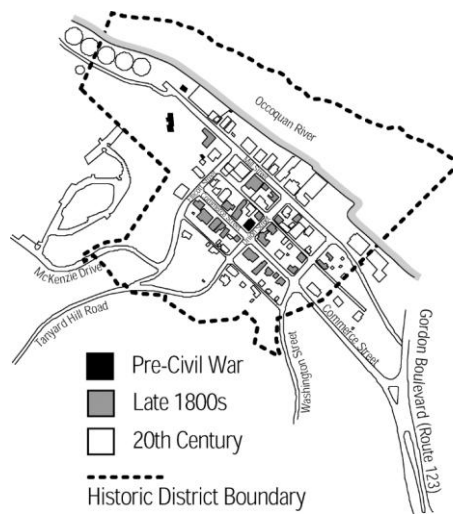 Occoquan River
McKenzie Drive
Tanyard Hill Road
Washington Street
Commerce Street
Gordon Boulevard (Route 123)
Pre-Civil War
Late 1800s
20th Century
Historic District Boundary